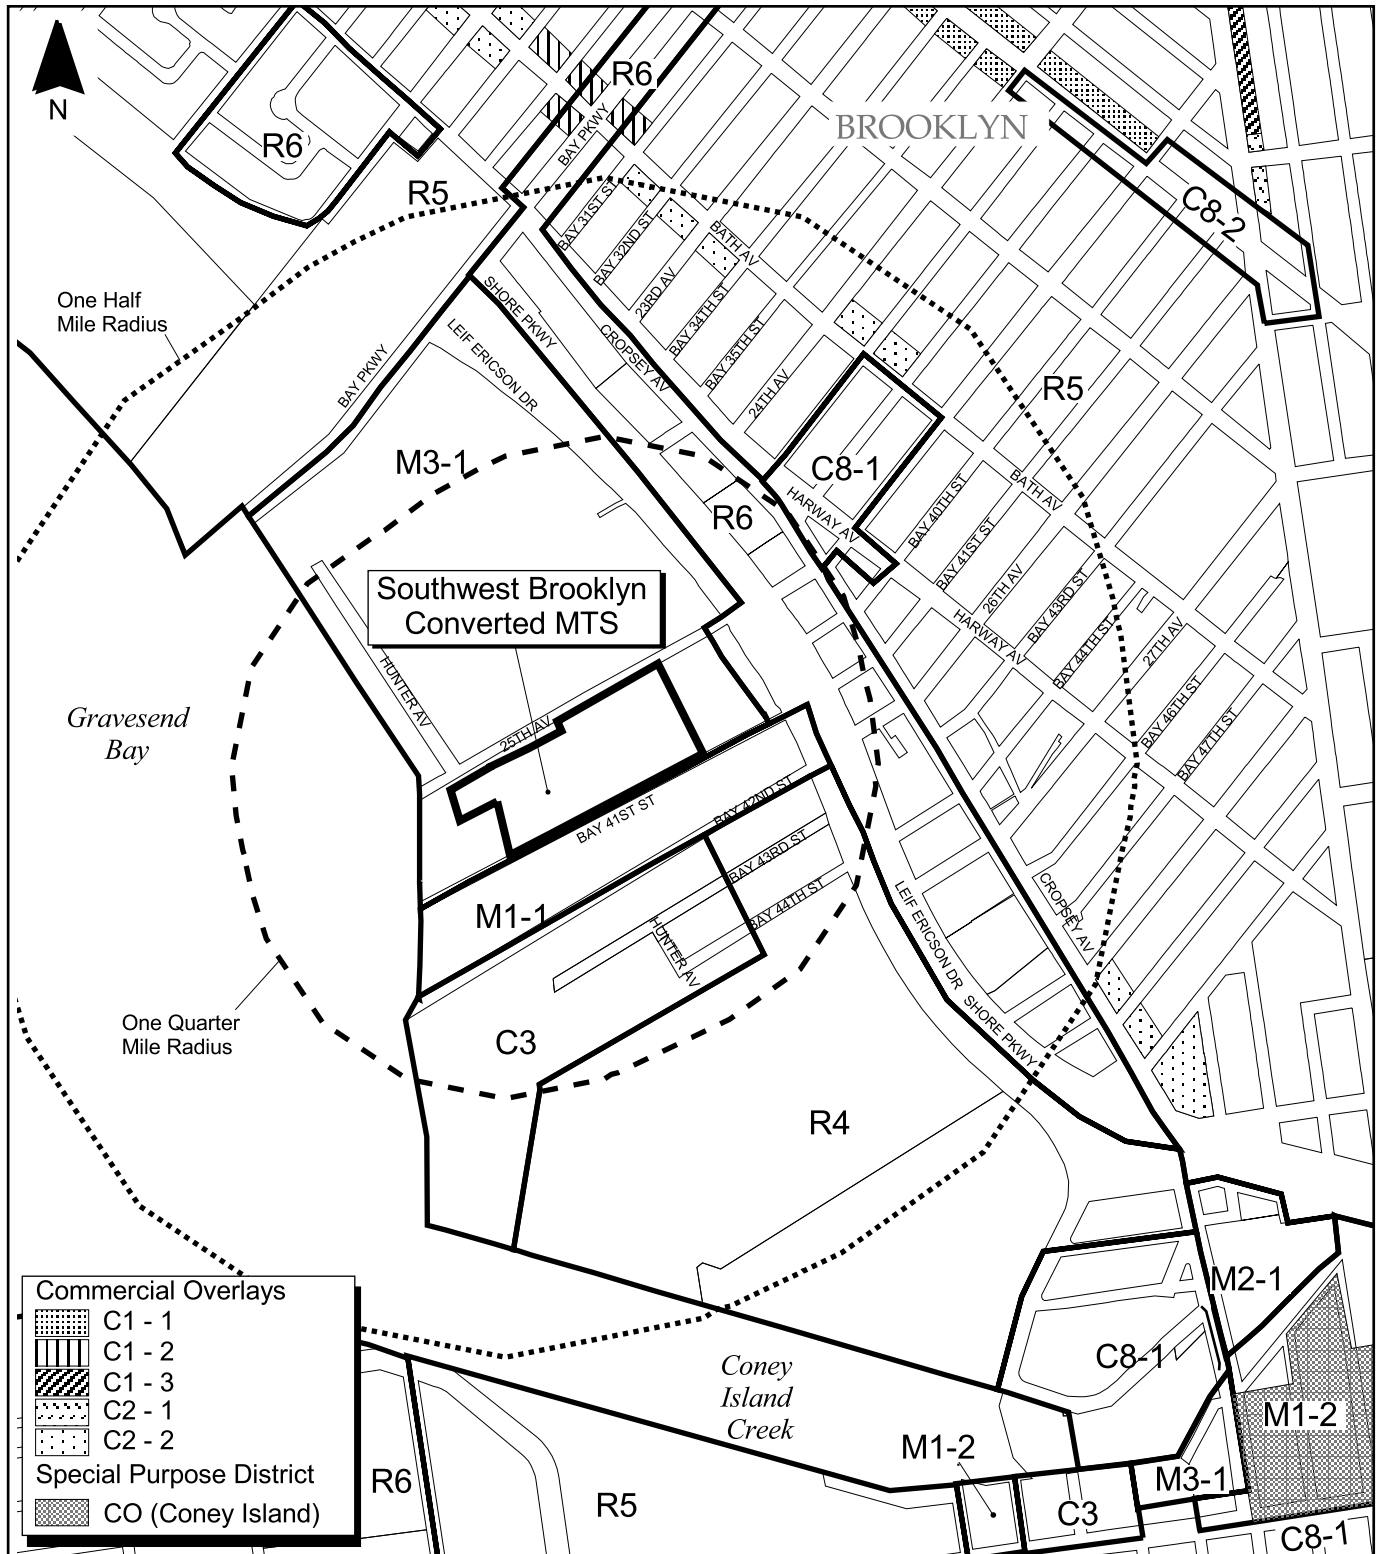 N
R6
R6
R5
BAY PKWY
BROOKLYN
C8-2
One Half
Mile Radius
BAY 31ST ST
BAY 32ND ST
23RD AV
BAY 34TH ST
BAY 35TH ST
24TH AV
BATH AV
SHORE PKWY
CROPSEY AV
LEIF ERICSON DR
BAY PKWY
R5
M3-1
C8-1
R6
HARWAY AV
BATH AV
BAY 40TH ST
BAY 41ST ST
26TH AV
BAY 43RD ST
BAY 44TH ST
27TH AV
BAY 46TH ST
BAY 47TH ST
HARWAY AV
Southwest Brooklyn
Converted MTS
HUNTER AV
25TH AV
Gravesend
Bay
BAY 41ST ST
BAY 42ND ST
BAY 43RD ST
BAY 44TH ST
HUNTER AV
M1-1
LEIF ERICSON DR
SHORE PKWY
CROPSEY AV
One Quarter
Mile Radius
C3
R4
M2-1
C8-1
Coney
Island
Creek
M1-2
M1-2
M3-1
C3
C8-1
R6
R5
Commercial Overlays
C1 - 1
C1 - 2
C1 - 3
C2 - 1
C2 - 2
Special Purpose District
CO (Coney Island)